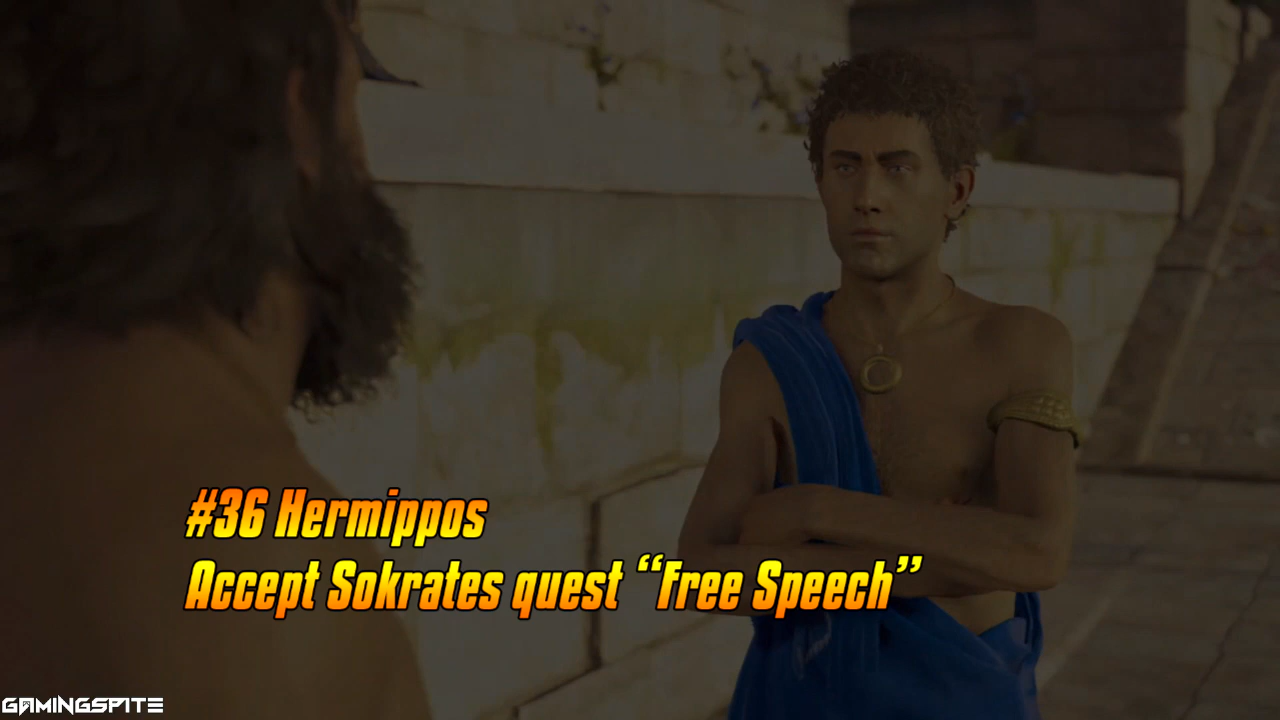 #36 Hermippos
Accept Sokrates quest “Free Speech”
GAMINGSPITE